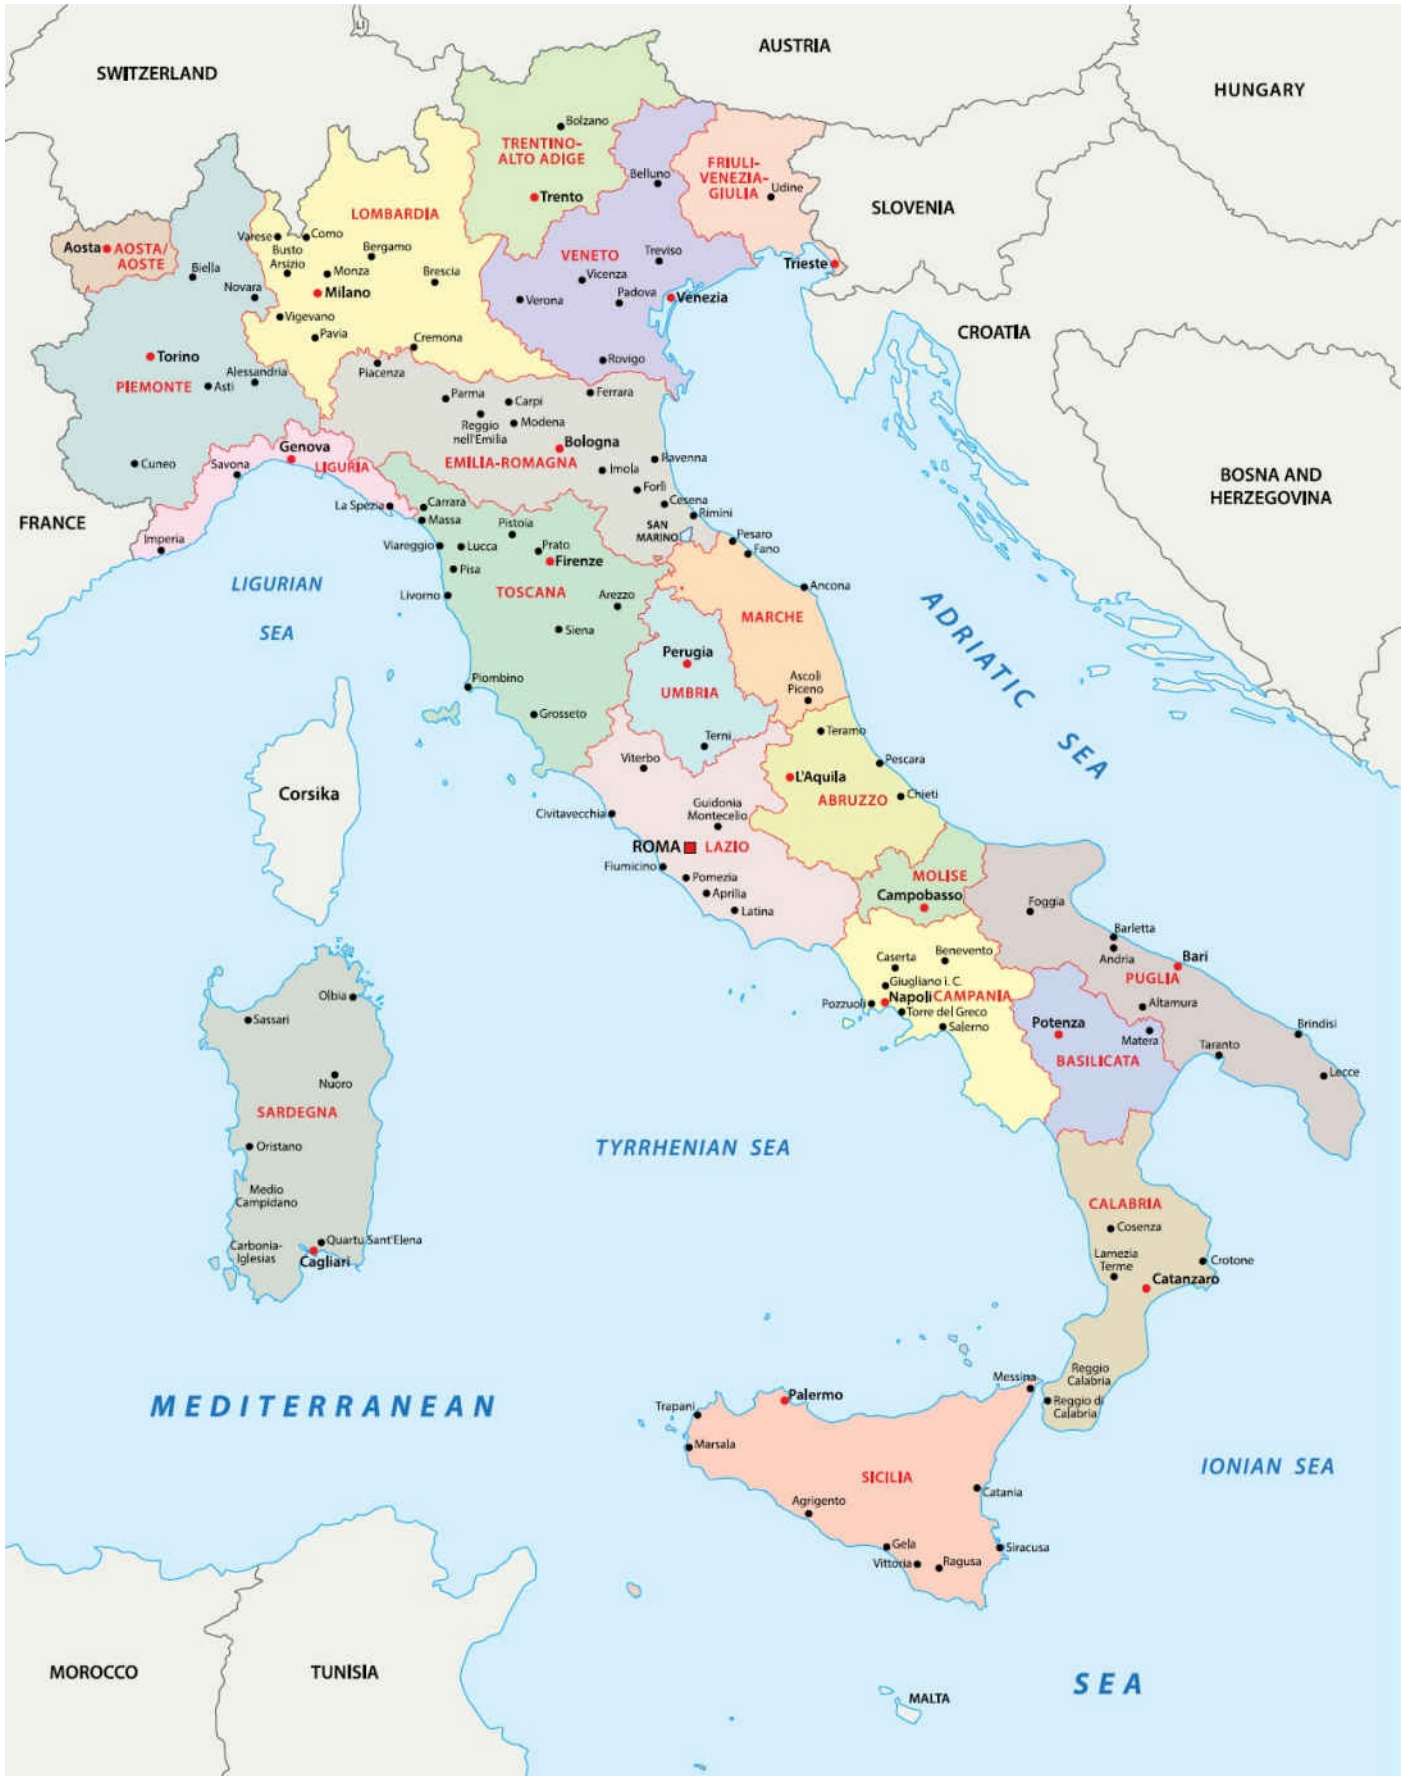 AUSTRIA
LI
SWITZERLAND
HUNGARY
Bolzano
TRENTINO-
ALTO ADIGE
FRIULI-
VENEZIA-
GIULIA
Belluno
Udine
Trento
SLOVENIA
LOMBARDIA
Varese
Como
Aosta
AOSTA/
AOSTE
Busto
Arsizio
Bergamo
VENETO
Treviso
Trieste
Biella
Monza
Brescia
Vicenza
Novara
Milano
Verona
Padova
Venezia
Vigevano
Pavia
Cremona
CROATIA
Torino
Rovigo
Piacenza
Alessandria
PIEMONTE
Asti
Parma
Carpi
Ferrara
Reggio
nell'Emilia
Modena
Genova
Bologna
Cuneo
Savona
LIGURIA
EMILIA-ROMAGNA
Imola
Ravenna
BOSNA AND
HERZEGOVINA
Forlì
La Spezia
Carrara
Cesena
Rimini
FRANCE
Massa
Pistoia
SAN
MARINO
Imperia
Viareggio
Lucca
Prato
Pesaro
Fano
Firenze
Pisa
LIGURIAN
SEA
Livorno
TOSCANA
Arezzo
Ancona
ADRIATIC SEA
MARCHE
Siena
Perugia
Piombino
UMBRIA
Ascoli
Piceno
Grosseto
Terni
Teramo
Viterbo
Pescara
L'Aquila
Corsika
ABRUZZO
Chieti
Civitavecchia
Guidonia
Montecelio
ROMA
LAZIO
Fiumicino
Pomezia
MOLISE
Aprilia
Campobasso
Latina
Foggia
Barletta
Andria
Bari
Caserta
Benevento
PUGLIA
Giugliano i. C.
Olbia
Pozzuoli
Napoli
CAMPANIA
Altamura
Sassari
Torre del Greco
Salerno
Potenza
Matera
Brindisi
Taranto
BASILICATA
Lecce
Nuoro
SARDEGNA
Oristano
TYRRHENIAN SEA
Medio
Campidano
CALABRIA
Cosenza
Carbonia-
Iglesias
Quartu Sant'Elena
Cagliari
Lamezia
Terme
Crotone
Catanzaro
Reggio
Calabria
Messina
Reggio di
Calabria
MEDITERRANEAN
Palermo
Trapani
Marsala
IONIAN SEA
SICILIA
Catania
Agrigento
Gela
Siracusa
Vittoria
Ragusa
MOROCCO
TUNISIA
SEA
MALTA